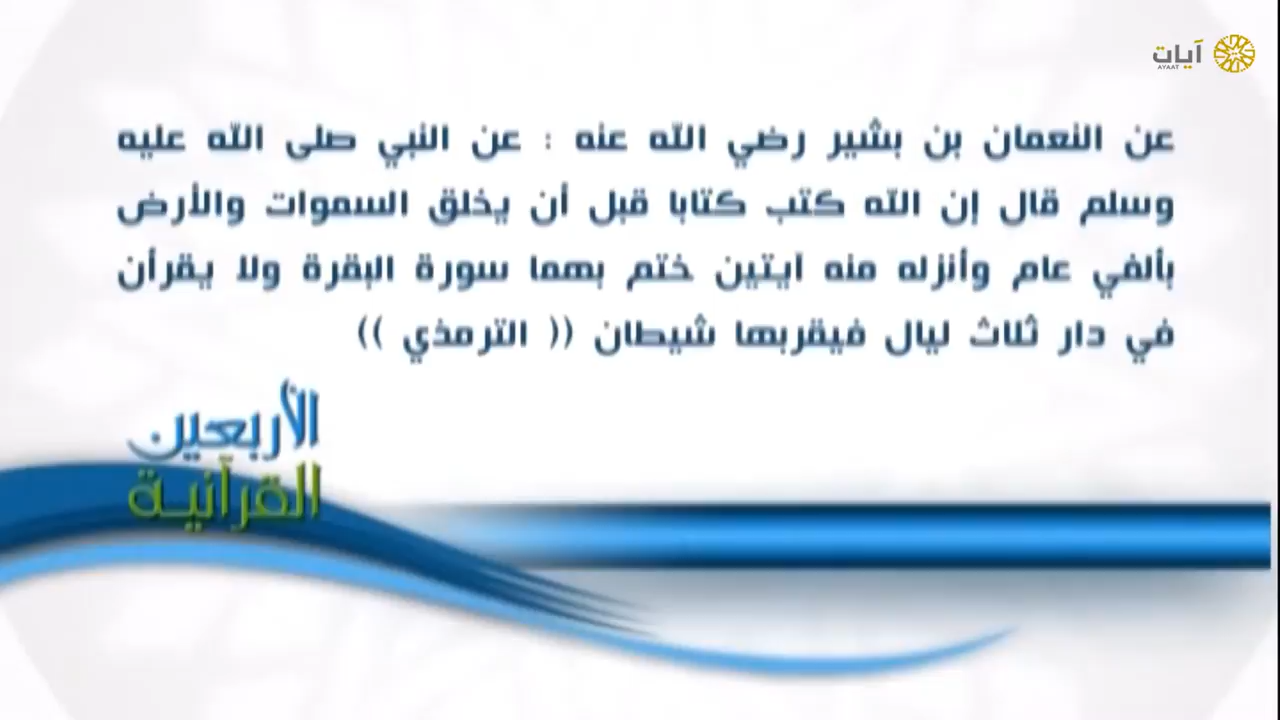 آيات
AYAAT
عن النعمان بن بشير رضي الله عنه : عن النبي صلى الله عليه
وسلم قال إن الله كتب كتابا قبل أن يخلق السموات والأرض
بألفي عام وأنزله منه آيتين ختم بهما سورة البقرة ولا يقرأن
في دار ثلاث ليال فيقربها شيطان (( الترمذي ))
الأربعين
القرآنية